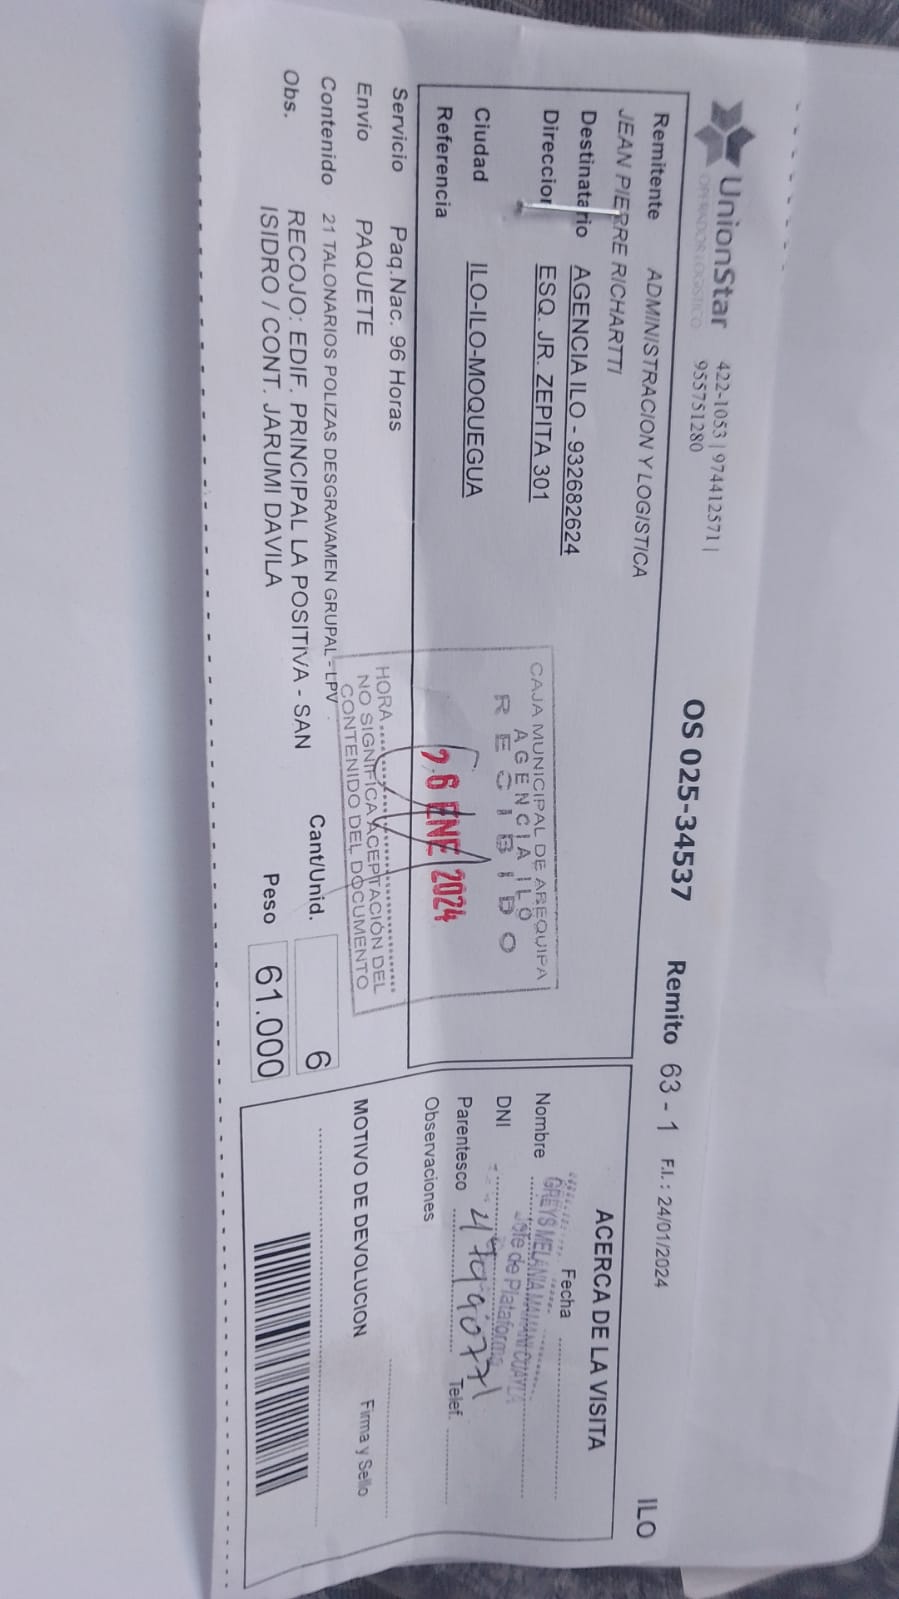 UnionStar
OPERADOR LOGISTICO
422-1053 | 974412571 |
955751280
OS 025-34537
Remito 63 - 1
F.I. : 24/01/2024
ILO
Remitente ADMINISTRACION Y LOGISTICA
JEAN PIERRE RICHARTTI
Destinatario AGENCIA ILO - 932682624
Direccion ESQ. JR. ZEPITA 301
Ciudad ILO-ILO-MOQUEGUA
Referencia
CAJA MUNICIPAL DE AREQUIPA
AGENCIA ILO
RECIBIDO
26 ENE 2024
HORA
NO SIGNIFICA ACEPTACIÓN DEL
CONTENIDO DEL DOCUMENTO
Servicio Paq.Nac. 96 Horas
Envio PAQUETE
Contenido 21 TALONARIOS POLIZAS DESGRAVAMEN GRUPAL - LPV
Obs. RECOJO: EDIF. PRINCIPAL LA POSITIVA - SAN
ISIDRO / CONT. JARUMI DAVILA
Cant/Unid. 6
Peso 61.000
ACERCA DE LA VISITA
Fecha
Nombre GREYS MELANIA MAMANI
DNI Jefe de Plataforma
Parentesco Telef.
Observaciones
MOTIVO DE DEVOLUCION Firma y Sello